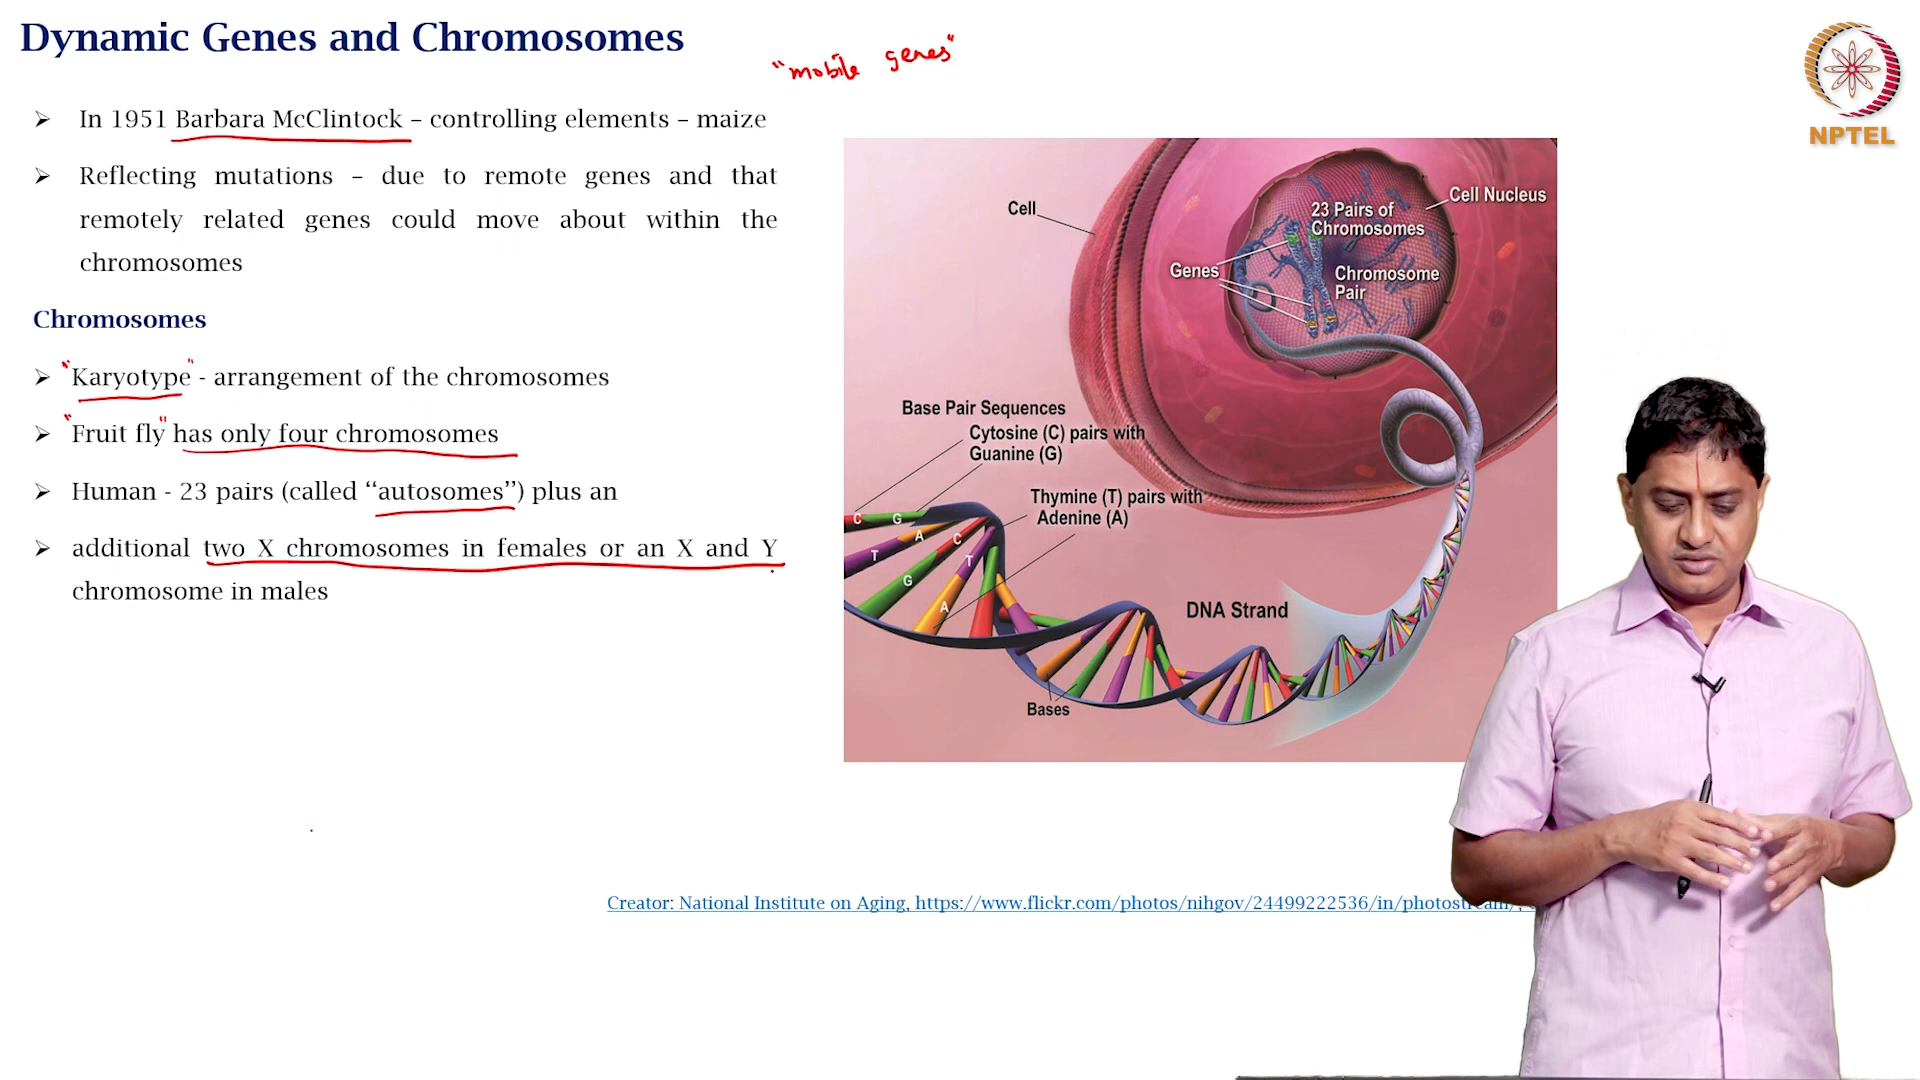 Dynamic Genes and Chromosomes
"mobile genes"
NPTEL
➢ In 1951 Barbara McClintock – controlling elements – maize
➢ Reflecting mutations – due to remote genes and that
remotely related genes could move about within the
chromosomes
Chromosomes
➢ "Karyotype" - arrangement of the chromosomes
➢ "Fruit fly" has only four chromosomes
➢ Human - 23 pairs (called “autosomes”) plus an
➢ additional two X chromosomes in females or an X and Y
chromosome in males
Cell
Cell Nucleus
23 Pairs of
Chromosomes
Genes
Chromosome
Pair
Base Pair Sequences
Cytosine (C) pairs with
Guanine (G)
Thymine (T) pairs with
Adenine (A)
C G
A C
T T
G
A
DNA Strand
Bases
Creator: National Institute on Aging, https://www.flickr.com/photos/nihgov/24499222536/in/photostream/,